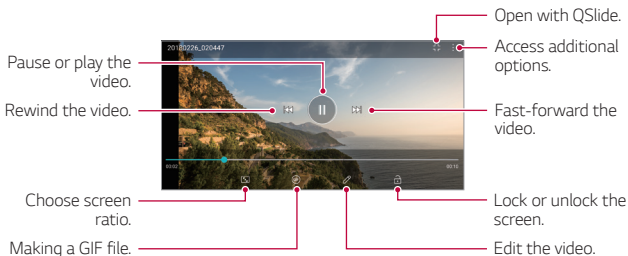 Open with QSlide.
20180226_020447
Access additional
options.
Pause or play the
video.
Rewind the video.
Fast-forward the
video.
00:02
00:10
Choose screen
ratio.
Lock or unlock the
screen.
Making a GIF file.
Edit the video.